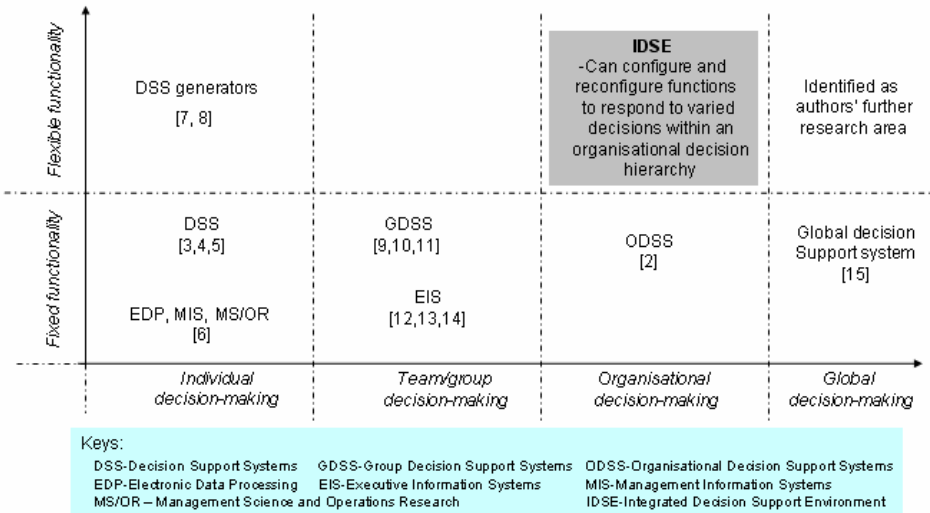 Flexible functionality
DSS generators
[7, 8]
IDSE
-Can configure and
reconfigure functions
to respond to varied
decisions within an
organisational decision
hierarchy
Identified as
authors' further
research area
Fixed functionality
DSS
[3,4,5]
EDP, MIS, MS/OR
[6]
GDSS
[9,10,11]
EIS
[12,13,14]
ODSS
[2]
Global decision
Support system
[15]
Individual
decision-making
Team/group
decision-making
Organisational
decision-making
Global
decision-making
Keys:
DSS-Decision Support Systems GDSS-Group Decision Support Systems ODSS-Organisational Decision Support Systems
EDP-Electronic Data Processing EIS-Executive Information Systems MIS-Management Information Systems
MS/OR – Management Science and Operations Research IDSE-Integrated Decision Support Environment